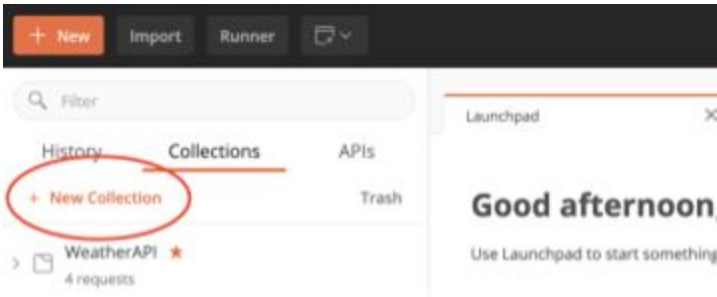 + New Import Runner
Filter
Launchpad
History Collections APIs
+ New Collection Trash
Good afternoon,
WeatherAPI
Use Launchpad to start something
4 requests